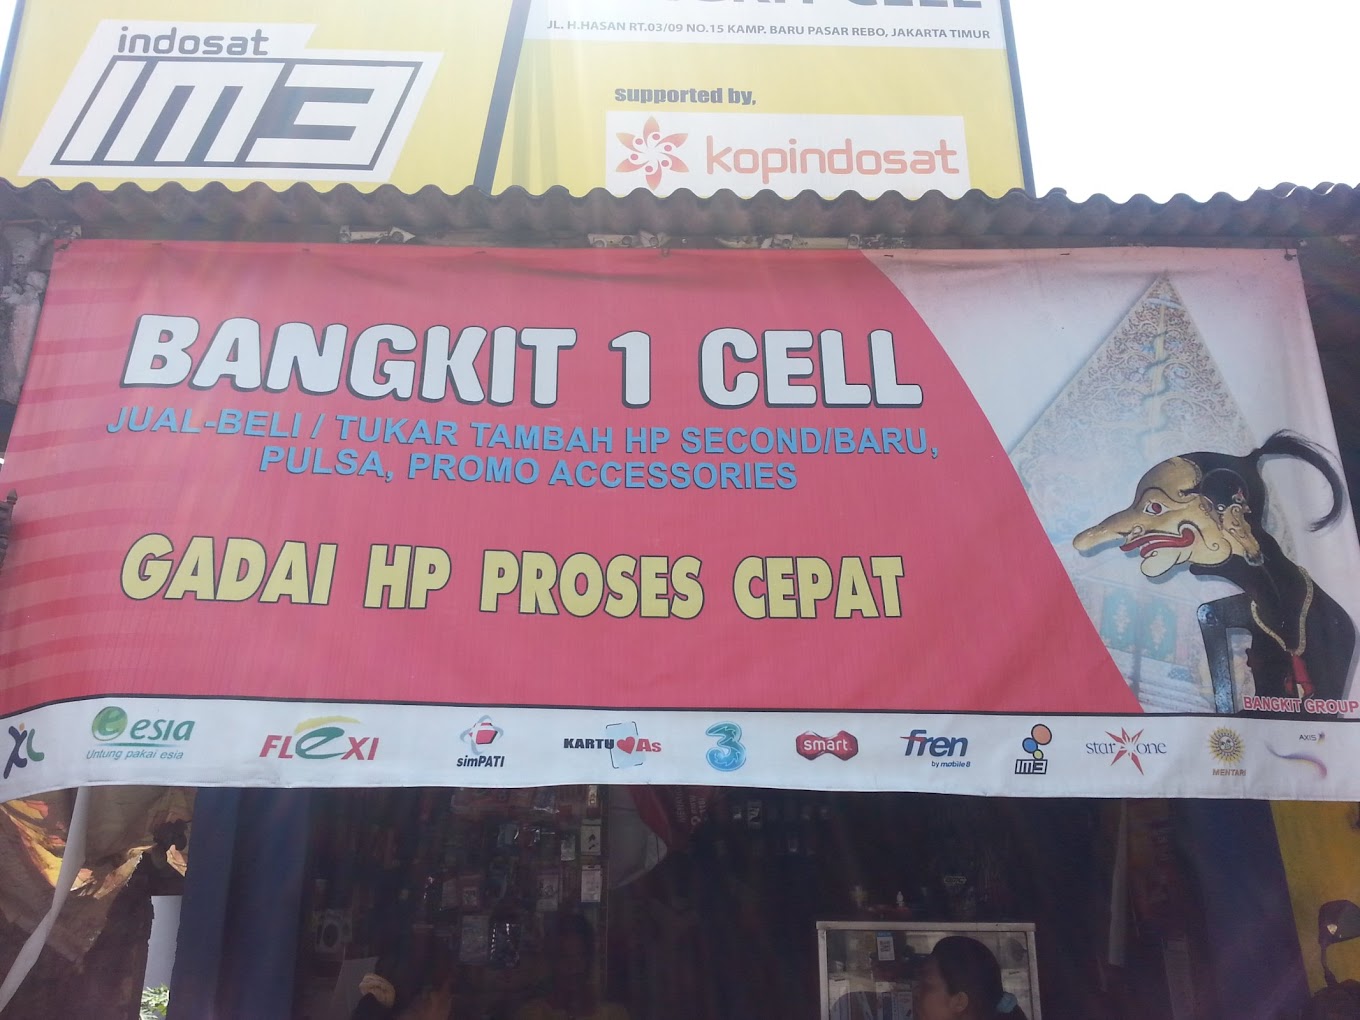 indosat
IM3
JL. H.HASAN RT.03/09 NO.15 KAMP. BARU PASAR REBO, JAKARTA TIMUR
supported by,
kopindosat
BANGKIT 1 CELL
JUAL-BELI / TUKAR TAMBAH HP SECOND/BARU,
PULSA, PROMO ACCESSORIES
GADAI HP PROSES CEPAT
BANGKIT GROUP
XL
esia
Untung pakai esia
FLEXI
simPATI
KARTU As
3
smart
fren
by mobile8
IM3
star one
MENTARI
AXIS